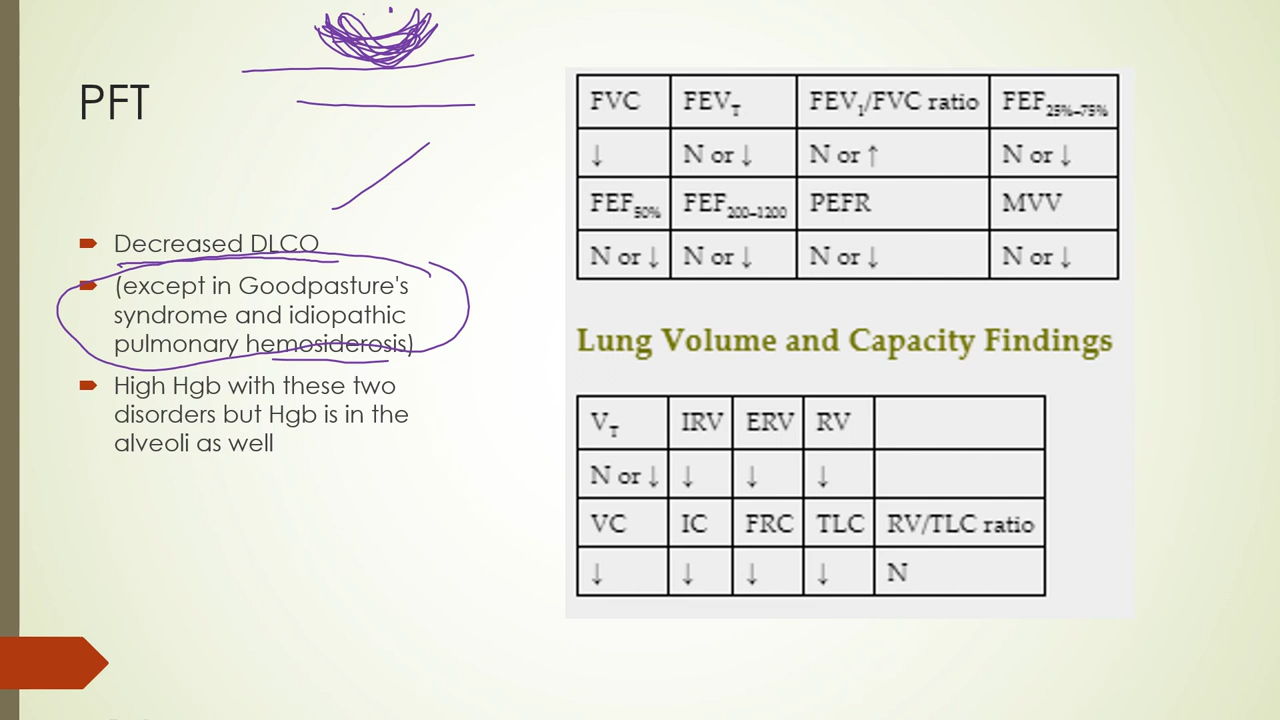 PFT
Decreased DLCO
(except in Goodpasture's
syndrome and idiopathic
pulmonary hemosiderosis)
High Hgb with these two
disorders but Hgb is in the
alveoli as well
FVC FEVT FEV1/FVC ratio FEF25%–75%
↓ N or ↓ N or ↑ N or ↓
FEF50% FEF200–1200 PEFR MVV
N or ↓ N or ↓ N or ↓ N or ↓
Lung Volume and Capacity Findings
VT IRV ERV RV
N or ↓ ↓ ↓ ↓
VC IC FRC TLC RV/TLC ratio
↓ ↓ ↓ ↓ N